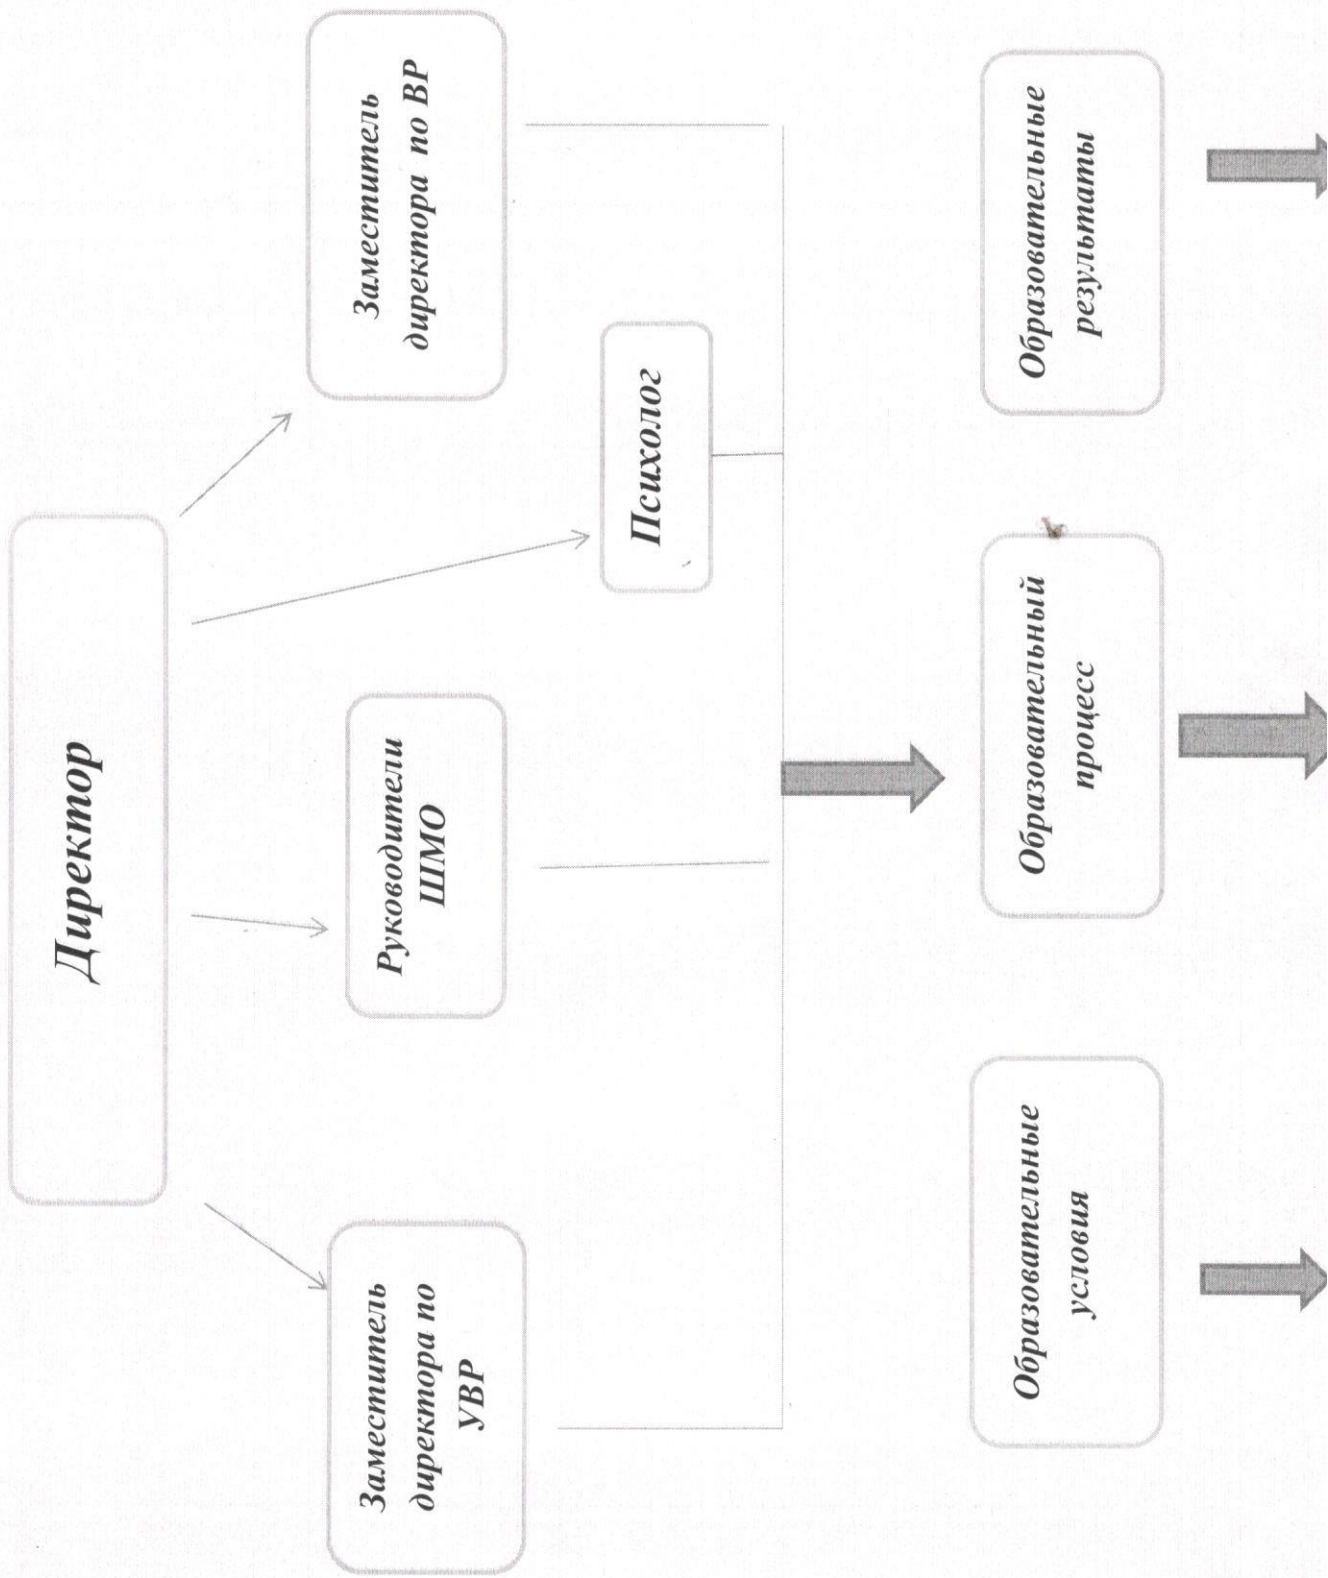 Директор
Заместитель
директора по
УВР
Руководители
ШМО
Психолог
Заместитель
директора по ВР
Образовательные
условия
Образовательный
процесс
Образовательные
результаты